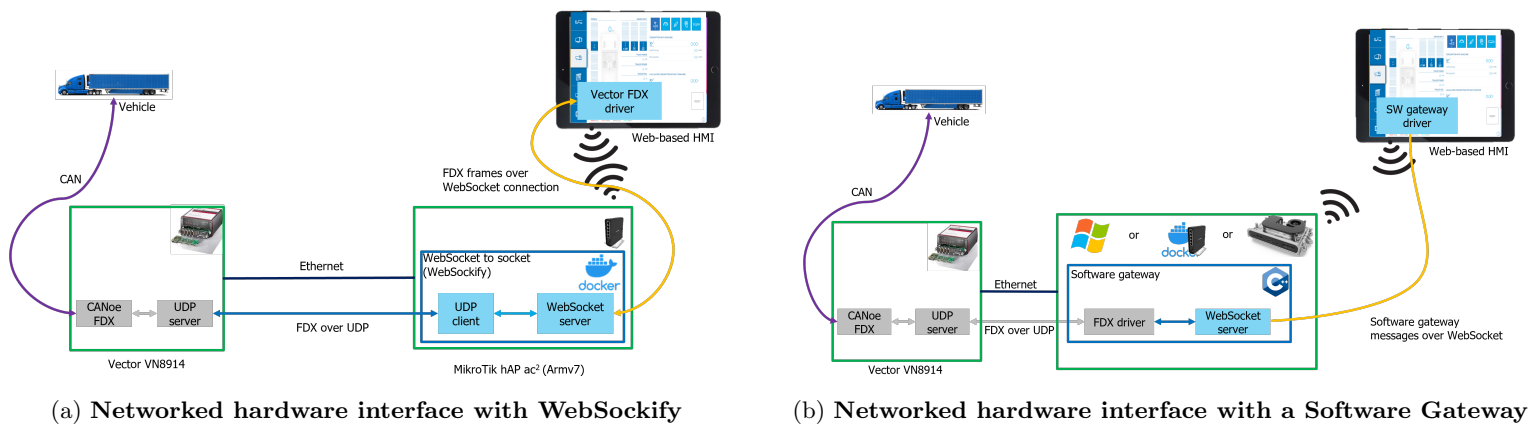 Vector FDX
driver
Web-based HMI
Vehicle
CAN
FDX frames over
WebSocket connection
Ethernet
WebSocket to socket
(WebSockify)
docker
CANoe
FDX
UDP
server
FDX over UDP
UDP
client
WebSocket
server
Vector VN8914
MikroTik hAP ac² (Armv7)
(a) Networked hardware interface with WebSockify
SW gateway
driver
Web-based HMI
Vehicle
CAN
or
docker
or
Ethernet
Software gateway
C++
CANoe
FDX
UDP
server
FDX over UDP
FDX driver
WebSocket
server
Software gateway
messages over WebSocket
Vector VN8914
(b) Networked hardware interface with a Software Gateway